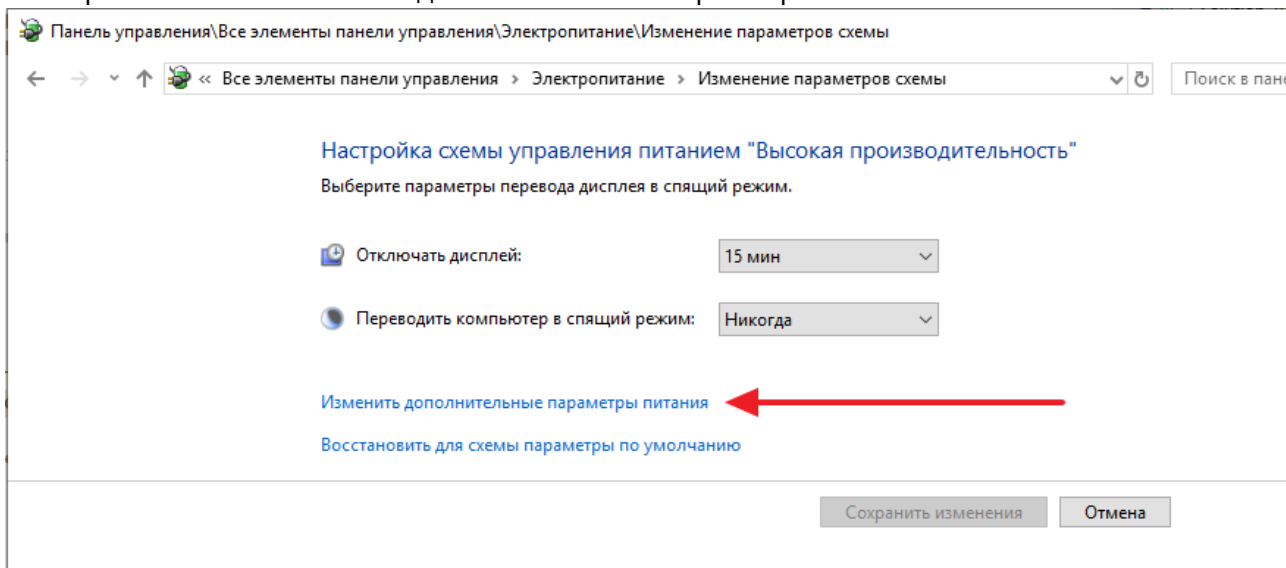 Панель управления\Все элементы панели управления\Электропитание\Изменение параметров схемы
« Все элементы панели управления › Электропитание › Изменение параметров схемы
Поиск в пан
Настройка схемы управления питанием "Высокая производительность"
Выберите параметры перевода дисплея в спящий режим.
Отключать дисплей: 15 мин
Переводить компьютер в спящий режим: Никогда
Изменить дополнительные параметры питания
Восстановить для схемы параметры по умолчанию
Сохранить изменения Отмена